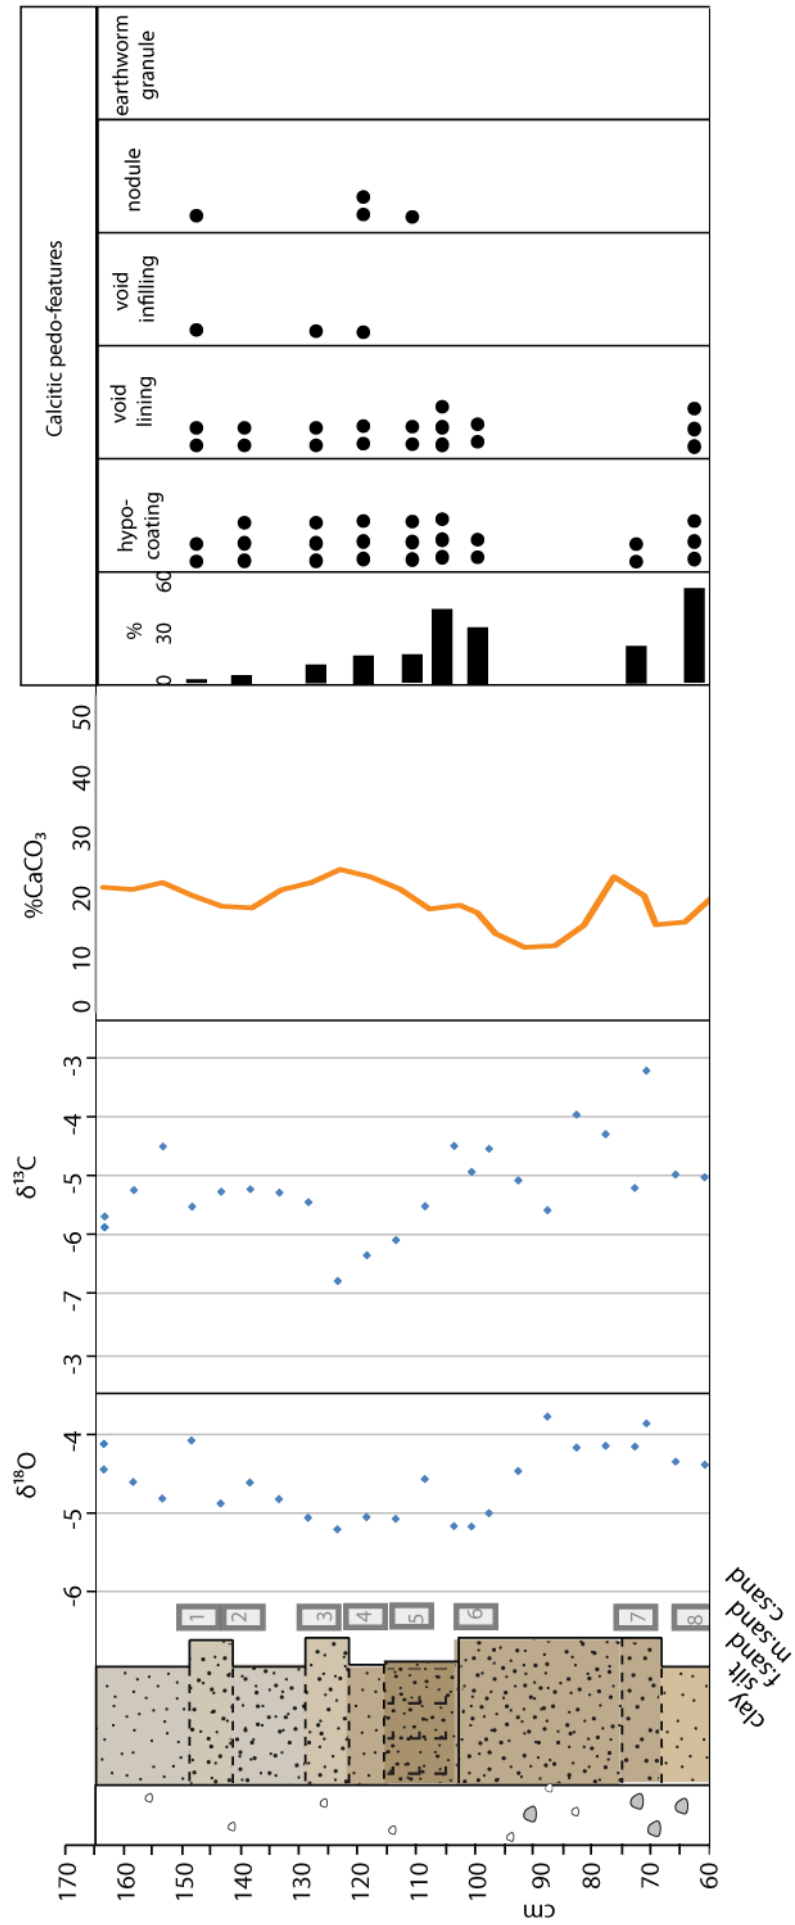 Calcitic pedo-features
earthworm
granule
nodule
void
infilling
void
lining
hypo-
coating
%
0 30 60
%CaCO₃
0 10 20 30 40 50
δ¹³C
-3
-4
-5
-6
-7
-3
δ¹⁸O
-4
-5
-6
1 2 3 4 5 6 7 8
clay
silt
f.sand
m.sand
c.sand
170 160 150 140 130 120 110 100 90 80 70 60
cm